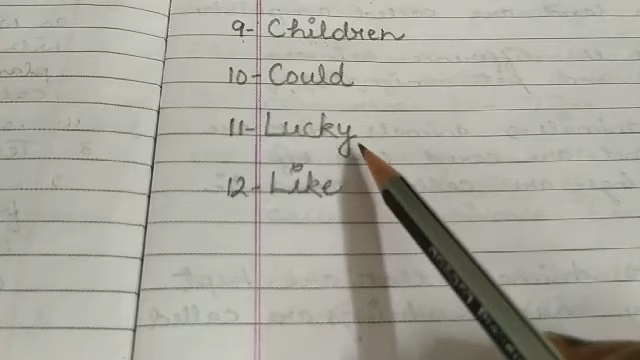 9- Children
10- Could
11- Lucky
12- Like